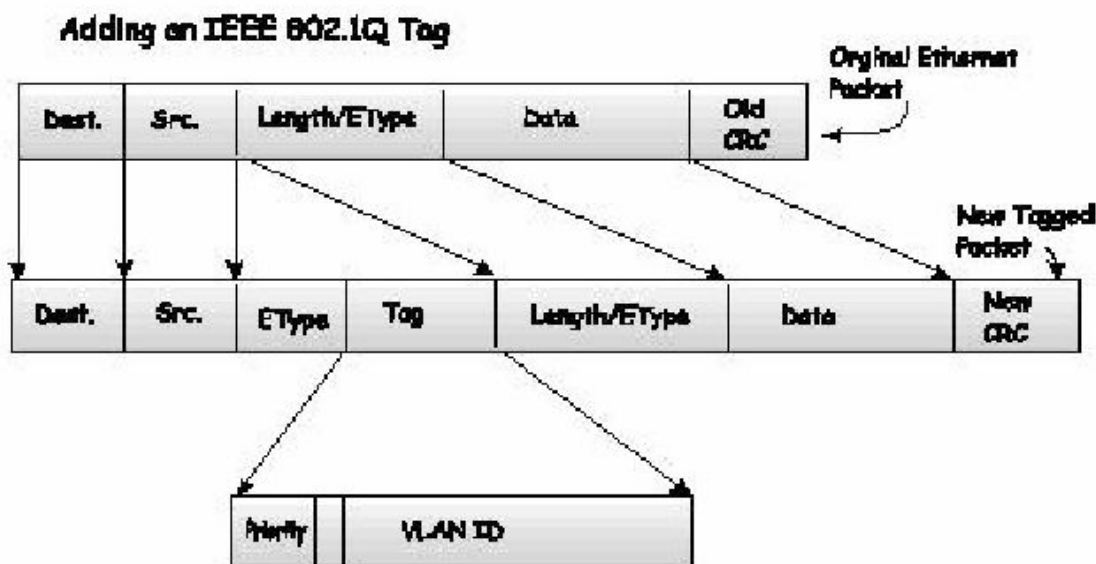 Adding an IEEE 802.1Q Tag
Orginal Ethernet
Packet
Dest. Src. Length/EType Data Old
CRC
New Tagged
Packet
Dest. Src. EType Tag Length/EType Data New
CRC
Priority VLAN ID